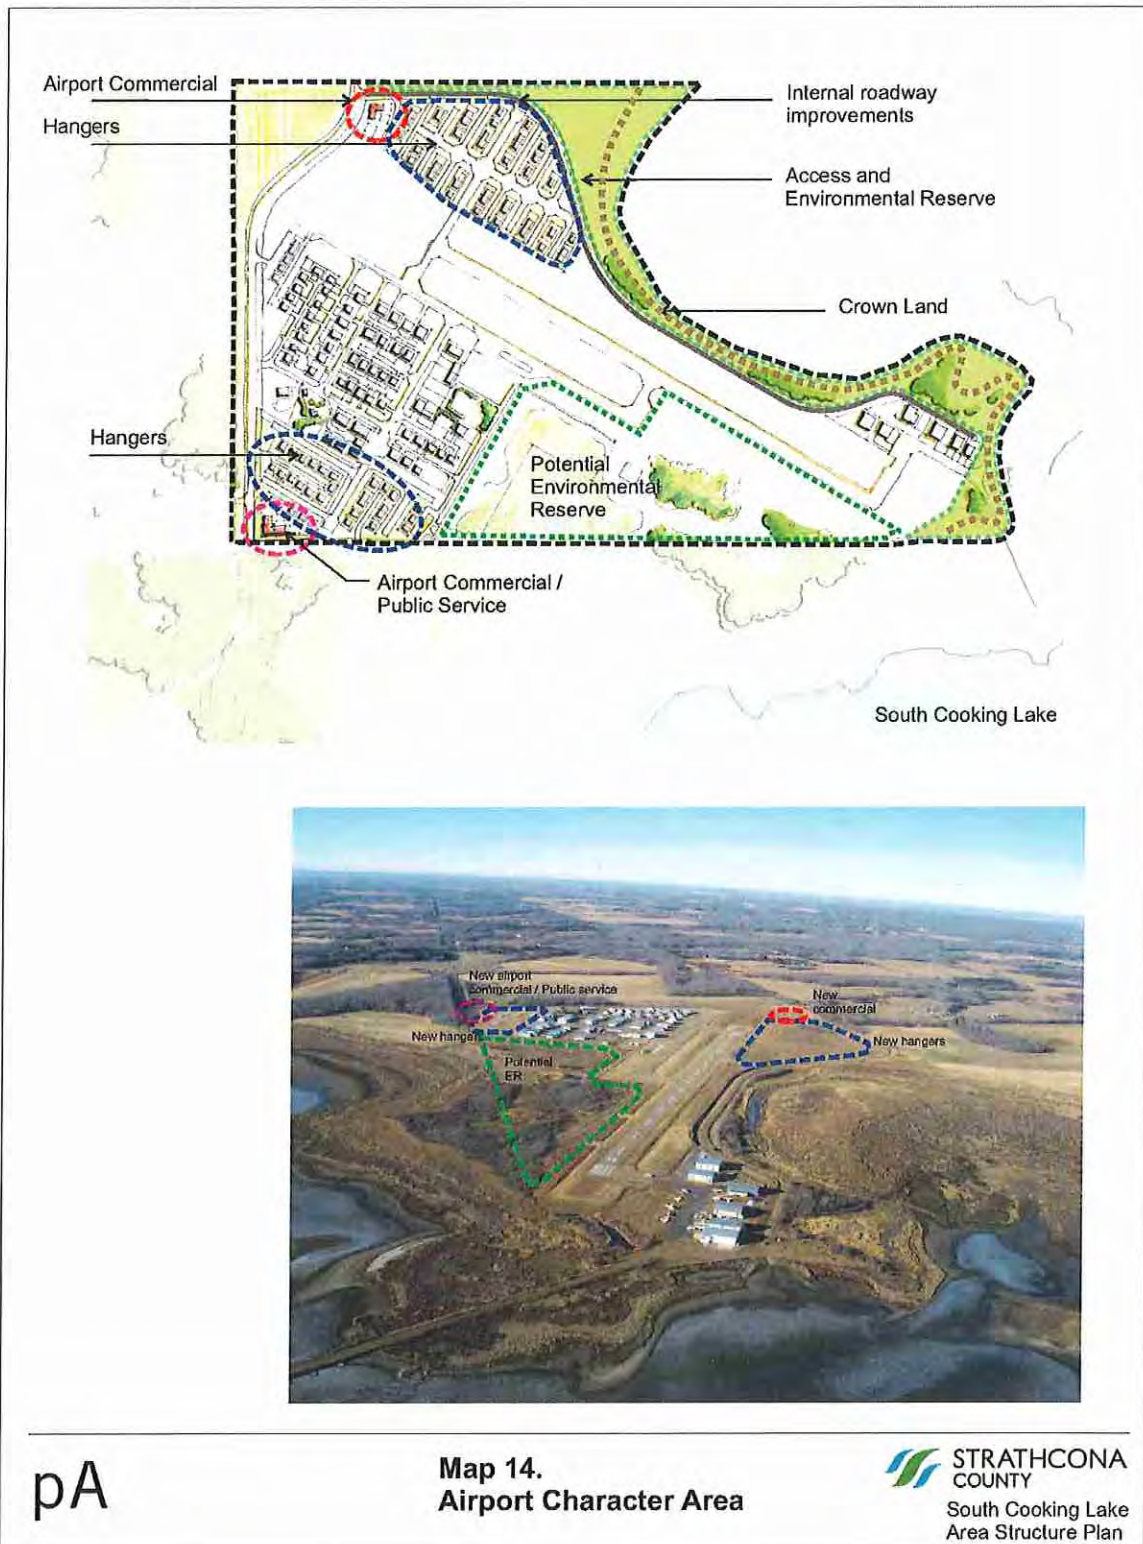 Airport Commercial
Hangers
Internal roadway
improvements
Access and
Environmental Reserve
Crown Land
Hangers
Potential
Environmental
Reserve
Airport Commercial /
Public Service
South Cooking Lake
New airport
commercial / Public service
New hangers
Potential
ER
New
commercial
New hangers
pA
Map 14.
Airport Character Area
STRATHCONA
COUNTY
South Cooking Lake
Area Structure Plan